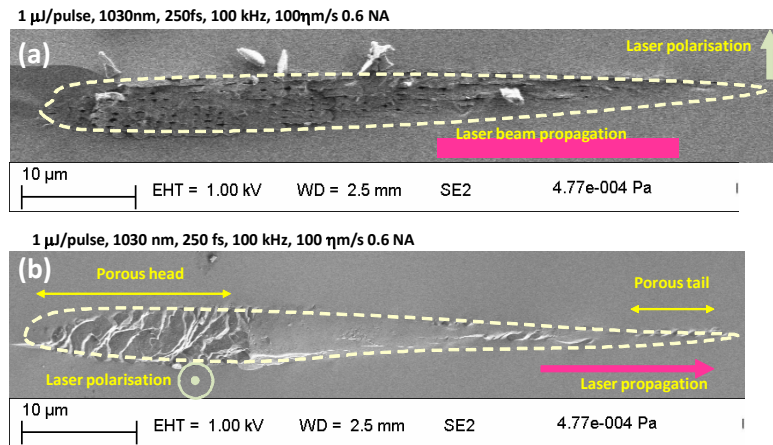 1 µJ/pulse, 1030nm, 250fs, 100 kHz, 100ηm/s 0.6 NA
(a)
Laser polarisation
Laser beam propagation
10 µm
EHT = 1.00 kV WD = 2.5 mm SE2 4.77e-004 Pa
1 µJ/pulse, 1030 nm, 250 fs, 100 kHz, 100 ηm/s 0.6 NA
(b)
Porous head
Porous tail
Laser polarisation
Laser propagation
10 µm
EHT = 1.00 kV WD = 2.5 mm SE2 4.77e-004 Pa